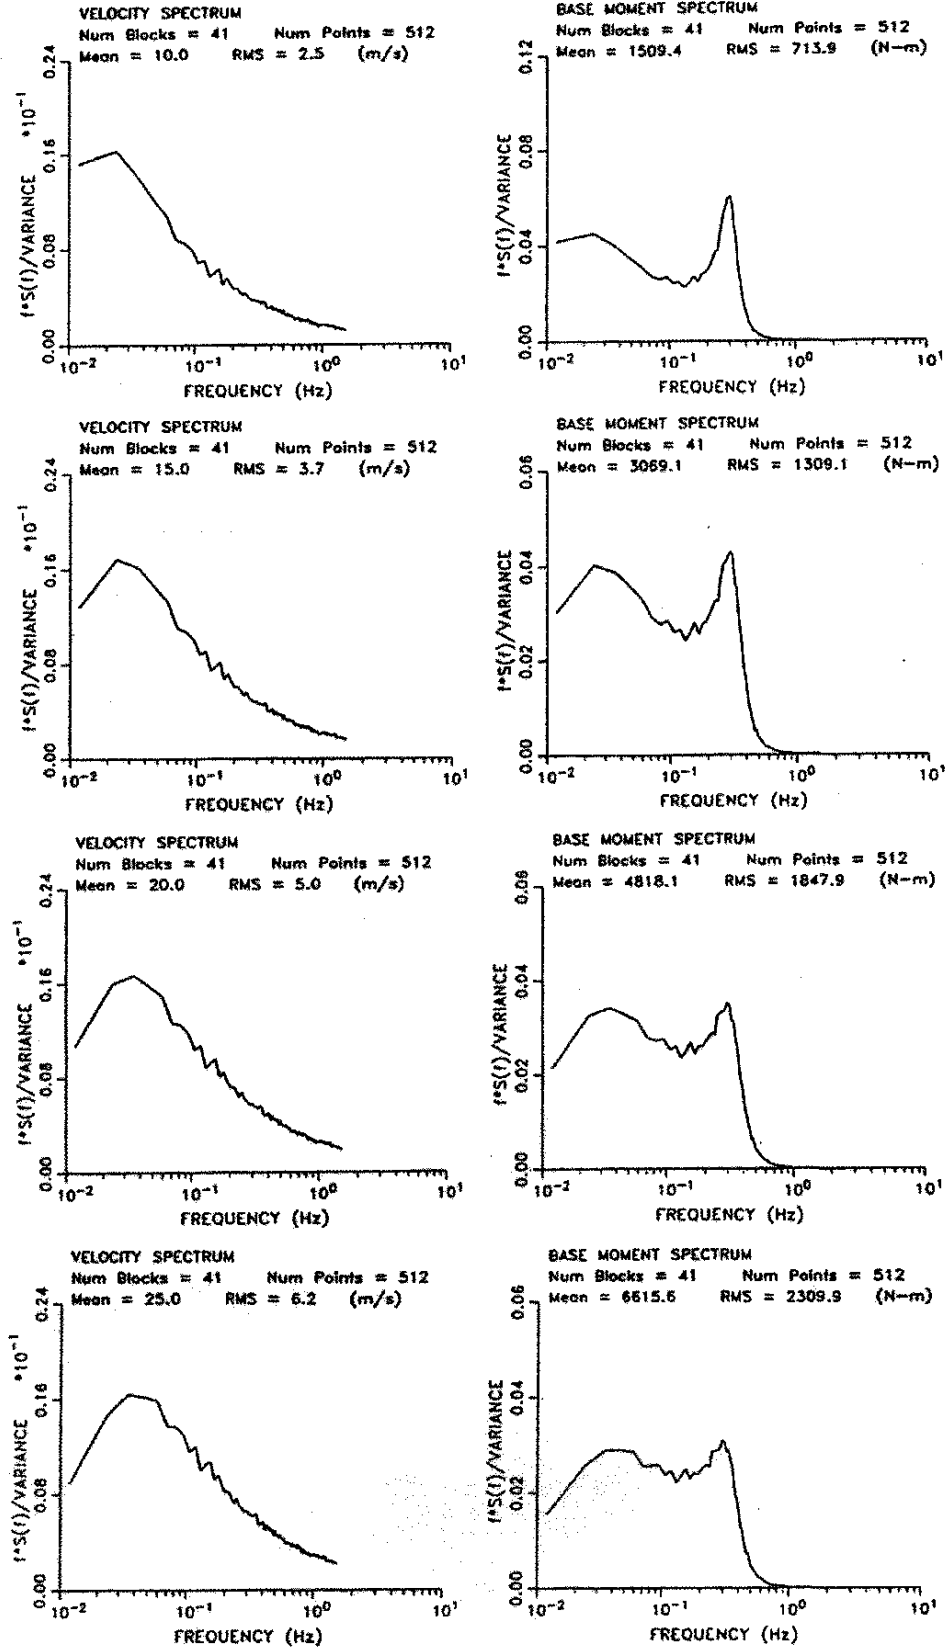 VELOCITY SPECTRUM
Num Blocks = 41 Num Points = 512
Mean = 10.0 RMS = 2.5 (m/s)
f*S(f)/VARIANCE *10⁻¹
0.24
0.16
0.08
0.00
10⁻² 10⁻¹ 10⁰ 10¹
FREQUENCY (Hz)
BASE MOMENT SPECTRUM
Num Blocks = 41 Num Points = 512
Mean = 1509.4 RMS = 713.9 (N-m)
f*S(f)/VARIANCE
0.12
0.08
0.04
0.00
10⁻² 10⁻¹ 10⁰ 10¹
FREQUENCY (Hz)
VELOCITY SPECTRUM
Num Blocks = 41 Num Points = 512
Mean = 15.0 RMS = 3.7 (m/s)
f*S(f)/VARIANCE *10⁻¹
0.24
0.16
0.08
0.00
10⁻² 10⁻¹ 10⁰ 10¹
FREQUENCY (Hz)
BASE MOMENT SPECTRUM
Num Blocks = 41 Num Points = 512
Mean = 3069.1 RMS = 1309.1 (N-m)
f*S(f)/VARIANCE
0.06
0.04
0.02
0.00
10⁻² 10⁻¹ 10⁰ 10¹
FREQUENCY (Hz)
VELOCITY SPECTRUM
Num Blocks = 41 Num Points = 512
Mean = 20.0 RMS = 5.0 (m/s)
f*S(f)/VARIANCE *10⁻¹
0.24
0.16
0.08
0.00
10⁻² 10⁻¹ 10⁰ 10¹
FREQUENCY (Hz)
BASE MOMENT SPECTRUM
Num Blocks = 41 Num Points = 512
Mean = 4818.1 RMS = 1847.9 (N-m)
f*S(f)/VARIANCE
0.06
0.04
0.02
0.00
10⁻² 10⁻¹ 10⁰ 10¹
FREQUENCY (Hz)
VELOCITY SPECTRUM
Num Blocks = 41 Num Points = 512
Mean = 25.0 RMS = 6.2 (m/s)
f*S(f)/VARIANCE *10⁻¹
0.24
0.16
0.08
0.00
10⁻² 10⁻¹ 10⁰ 10¹
FREQUENCY (Hz)
BASE MOMENT SPECTRUM
Num Blocks = 41 Num Points = 512
Mean = 6615.6 RMS = 2309.9 (N-m)
f*S(f)/VARIANCE
0.06
0.04
0.02
0.00
10⁻² 10⁻¹ 10⁰ 10¹
FREQUENCY (Hz)